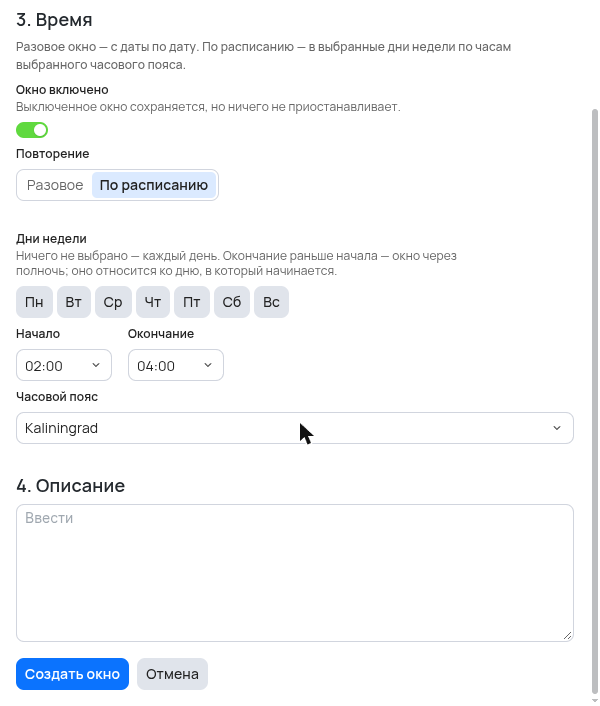 3. Время
Разовое окно — с даты по дату. По расписанию — в выбранные дни недели по часам
выбранного часового пояса.
Окно включено
Выключенное окно сохраняется, но ничего не приостанавливает.
Повторение
Разовое По расписанию
Дни недели
Ничего не выбрано — каждый день. Окончание раньше начала — окно через
полночь; оно относится ко дню, в который начинается.
Пн Вт Ср Чт Пт Сб Вс
Начало Окончание
02:00 04:00
Часовой пояс
Kaliningrad
4. Описание
Ввести
Создать окно Отмена